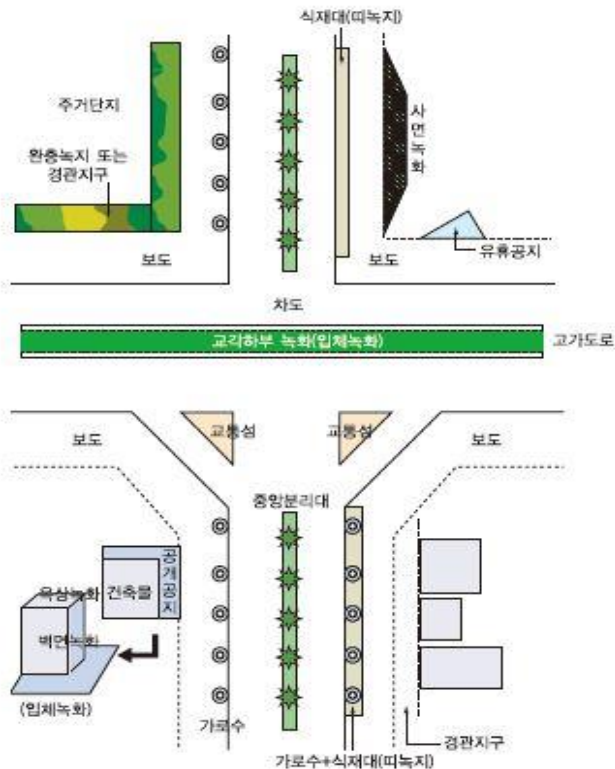 식재대(띠녹지)
주거단지
사면녹화
환충녹지 또는
경관지구
유휴공지
보도
보도
차도
교각하부 녹화(입체녹화)
고가도로
보도
교통섬
교통섬
보도
중앙분리대
공개공지
옥상녹화
건축물
벽면녹화
(입체녹화)
가로수
경관지구
가로수+식재대(띠녹지)